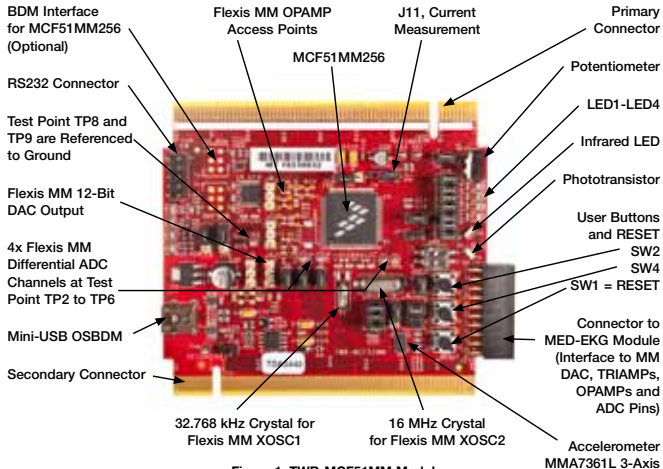 BDM Interface
for MCF51MM256
(Optional)
RS232 Connector
Test Point TP8 and
TP9 are Referenced
to Ground
Flexis MM 12-Bit
DAC Output
4x Flexis MM
Differential ADC
Channels at Test
Point TP2 to TP6
Mini-USB OSBDM
Secondary Connector
Flexis MM OPAMP
Access Points
MCF51MM256
J11, Current
Measurement
Primary
Connector
Potentiometer
LED1-LED4
Infrared LED
Phototransistor
User Buttons
and RESET
SW2
SW4
SW1 = RESET
Connector to
MED-EKG Module
(Interface to MM
DAC, TRIAMPs,
OPAMPs and
ADC Pins)
Accelerometer
MMA7361L 3-Axis
32.768 kHz Crystal for
Flexis MM XOSC1
16 MHz Crystal
for Flexis MM XOSC2